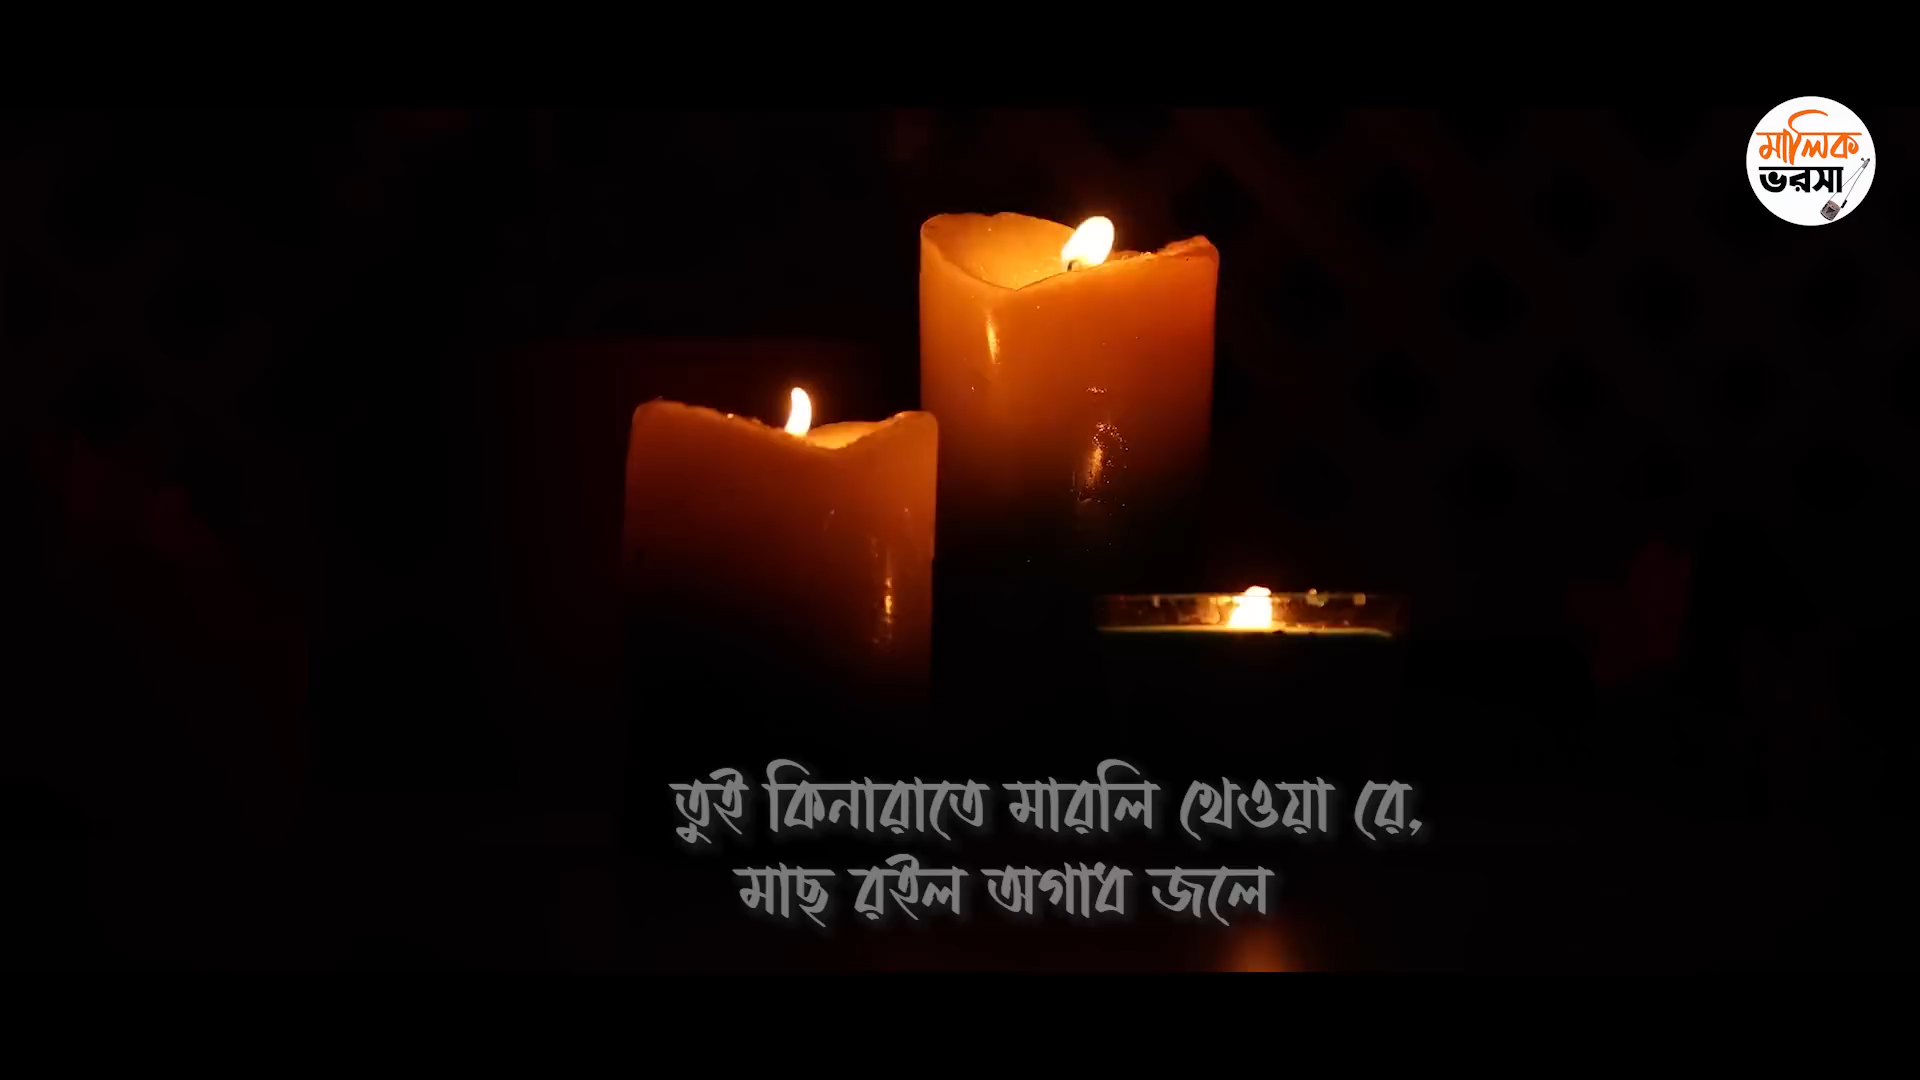 মালিক
ভরসা
তুই কিনারাতে মারলি খেওয়া রে,
মাছ রইল অগাধ জলে